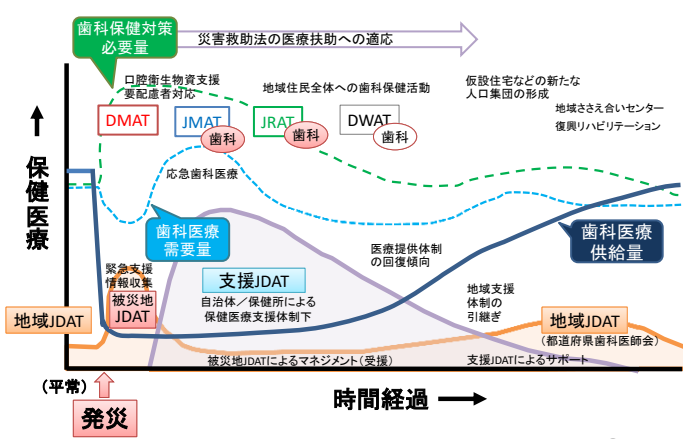 歯科保健対策
必要量
災害救助法の医療扶助への適応
口腔衛生物資支援
要配慮者対応
地域住民全体への歯科保健活動
仮設住宅などの新たな
人口集団の形成
地域ささえ合いセンター
復興リハビリテーション
DMAT
JMAT
歯科
JRAT
歯科
DWAT
歯科
保健医療
応急歯科医療
歯科医療
需要量
歯科医療
供給量
医療提供体制
の回復傾向
緊急支援
情報収集
被災地
JDAT
支援JDAT
自治体／保健所による
保健医療支援体制下
地域支援
体制の
引継ぎ
地域JDAT
地域JDAT
（都道府県歯科医師会）
被災地JDATによるマネジメント（受援）
支援JDATによるサポート
（平常）
発災
時間経過